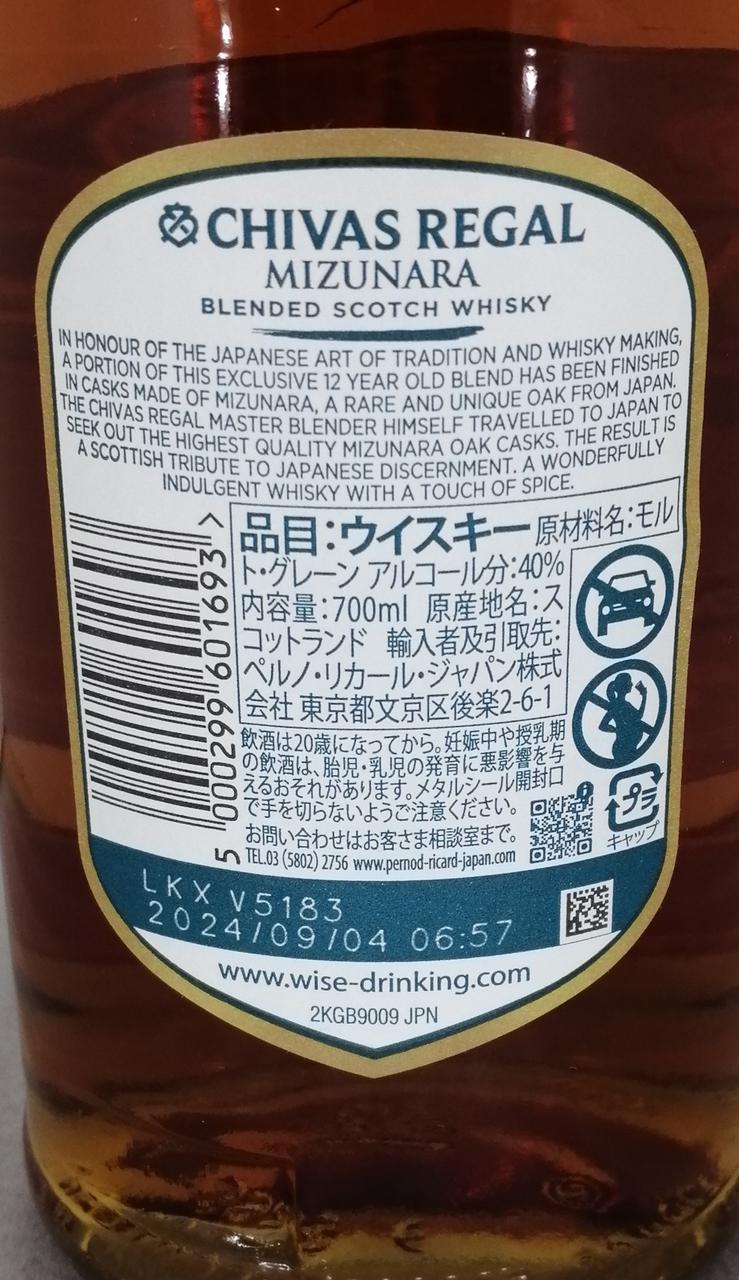 CHIVAS REGAL
MIZUNARA
BLENDED SCOTCH WHISKY
IN HONOUR OF THE JAPANESE ART OF TRADITION AND WHISKY MAKING,
A PORTION OF THIS EXCLUSIVE 12 YEAR OLD BLEND HAS BEEN FINISHED
IN CASKS MADE OF MIZUNARA, A RARE AND UNIQUE OAK FROM JAPAN.
THE CHIVAS REGAL MASTER BLENDER HIMSELF TRAVELLED TO JAPAN TO
SEEK OUT THE HIGHEST QUALITY MIZUNARA OAK CASKS. THE RESULT IS
A SCOTTISH TRIBUTE TO JAPANESE DISCERNMENT. A WONDERFULLY
INDULGENT WHISKY WITH A TOUCH OF SPICE.
5 000299 601693 >
品目:ウイスキー 原材料名:モル
ト・グレーン アルコール分:40%
内容量:700ml 原産地名:ス
コットランド 輸入者及引取先:
ペルノ・リカール・ジャパン株式
会社 東京都文京区後楽2-6-1
飲酒は20歳になってから。妊娠中や授乳期
の飲酒は、胎児・乳児の発育に悪影響を与
えるおそれがあります。メタルシール開封口
で手を切らないようご注意ください。
お問い合わせはお客さま相談室まで。
TEL.03 (5802) 2756 www.pernod-ricard-japan.com
プラ
キャップ
LKX V5183
2024/09/04 06:57
www.wise-drinking.com
2KGB9009 JPN